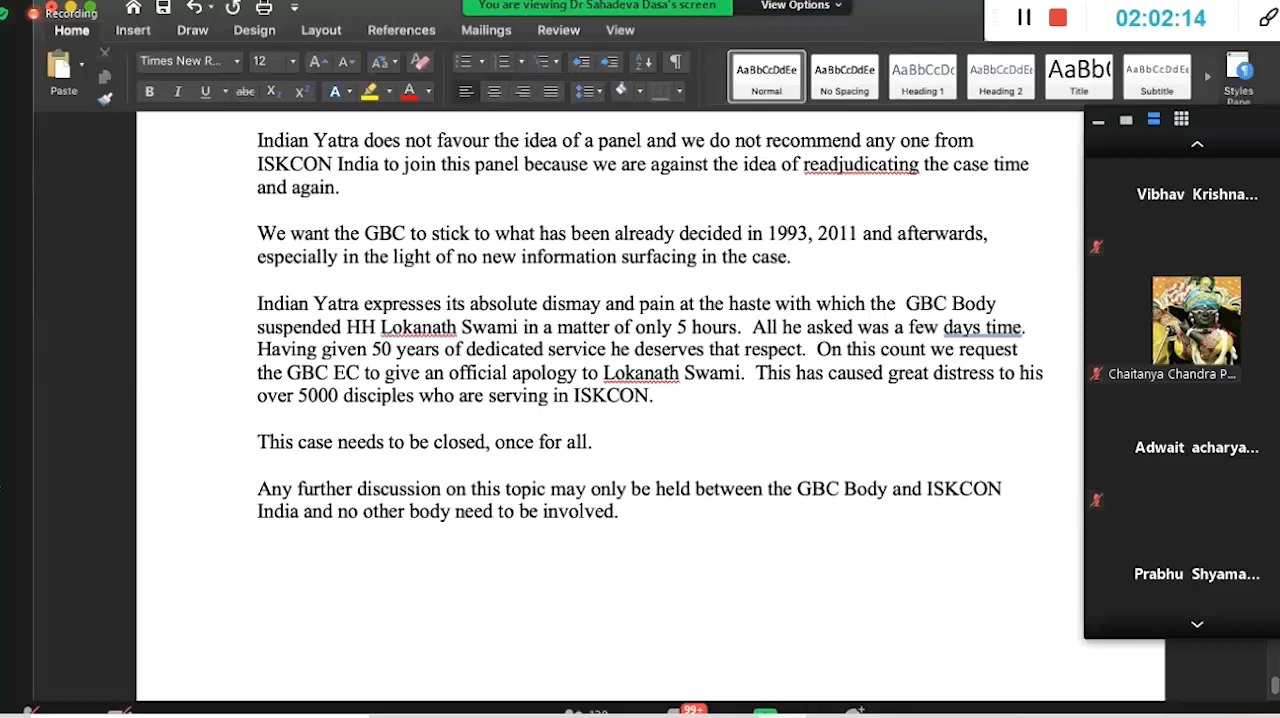 You are viewing Dr Sahadeva Dasa's screen
View Options
Recording
02:02:14
Home Insert Draw Design Layout References Mailings Review View
Times New R... 12
Paste
AaBbCcDdEe AaBbCcDdEe AaBbCcDc AaBbCcDdEe AaBb( AaBbCcDdEe
Normal No Spacing Heading 1 Heading 2 Title Subtitle
Styles
Pane
Indian Yatra does not favour the idea of a panel and we do not recommend any one from
ISKCON India to join this panel because we are against the idea of readjudicating the case time
and again.
We want the GBC to stick to what has been already decided in 1993, 2011 and afterwards,
especially in the light of no new information surfacing in the case.
Indian Yatra expresses its absolute dismay and pain at the haste with which the GBC Body
suspended HH Lokanath Swami in a matter of only 5 hours. All he asked was a few days time.
Having given 50 years of dedicated service he deserves that respect. On this count we request
the GBC EC to give an official apology to Lokanath Swami. This has caused great distress to his
over 5000 disciples who are serving in ISKCON.
This case needs to be closed, once for all.
Any further discussion on this topic may only be held between the GBC Body and ISKCON
India and no other body need to be involved.
Vibhav Krishna...
Chaitanya Chandra P...
Adwait acharya...
Prabhu Shyama...
99+